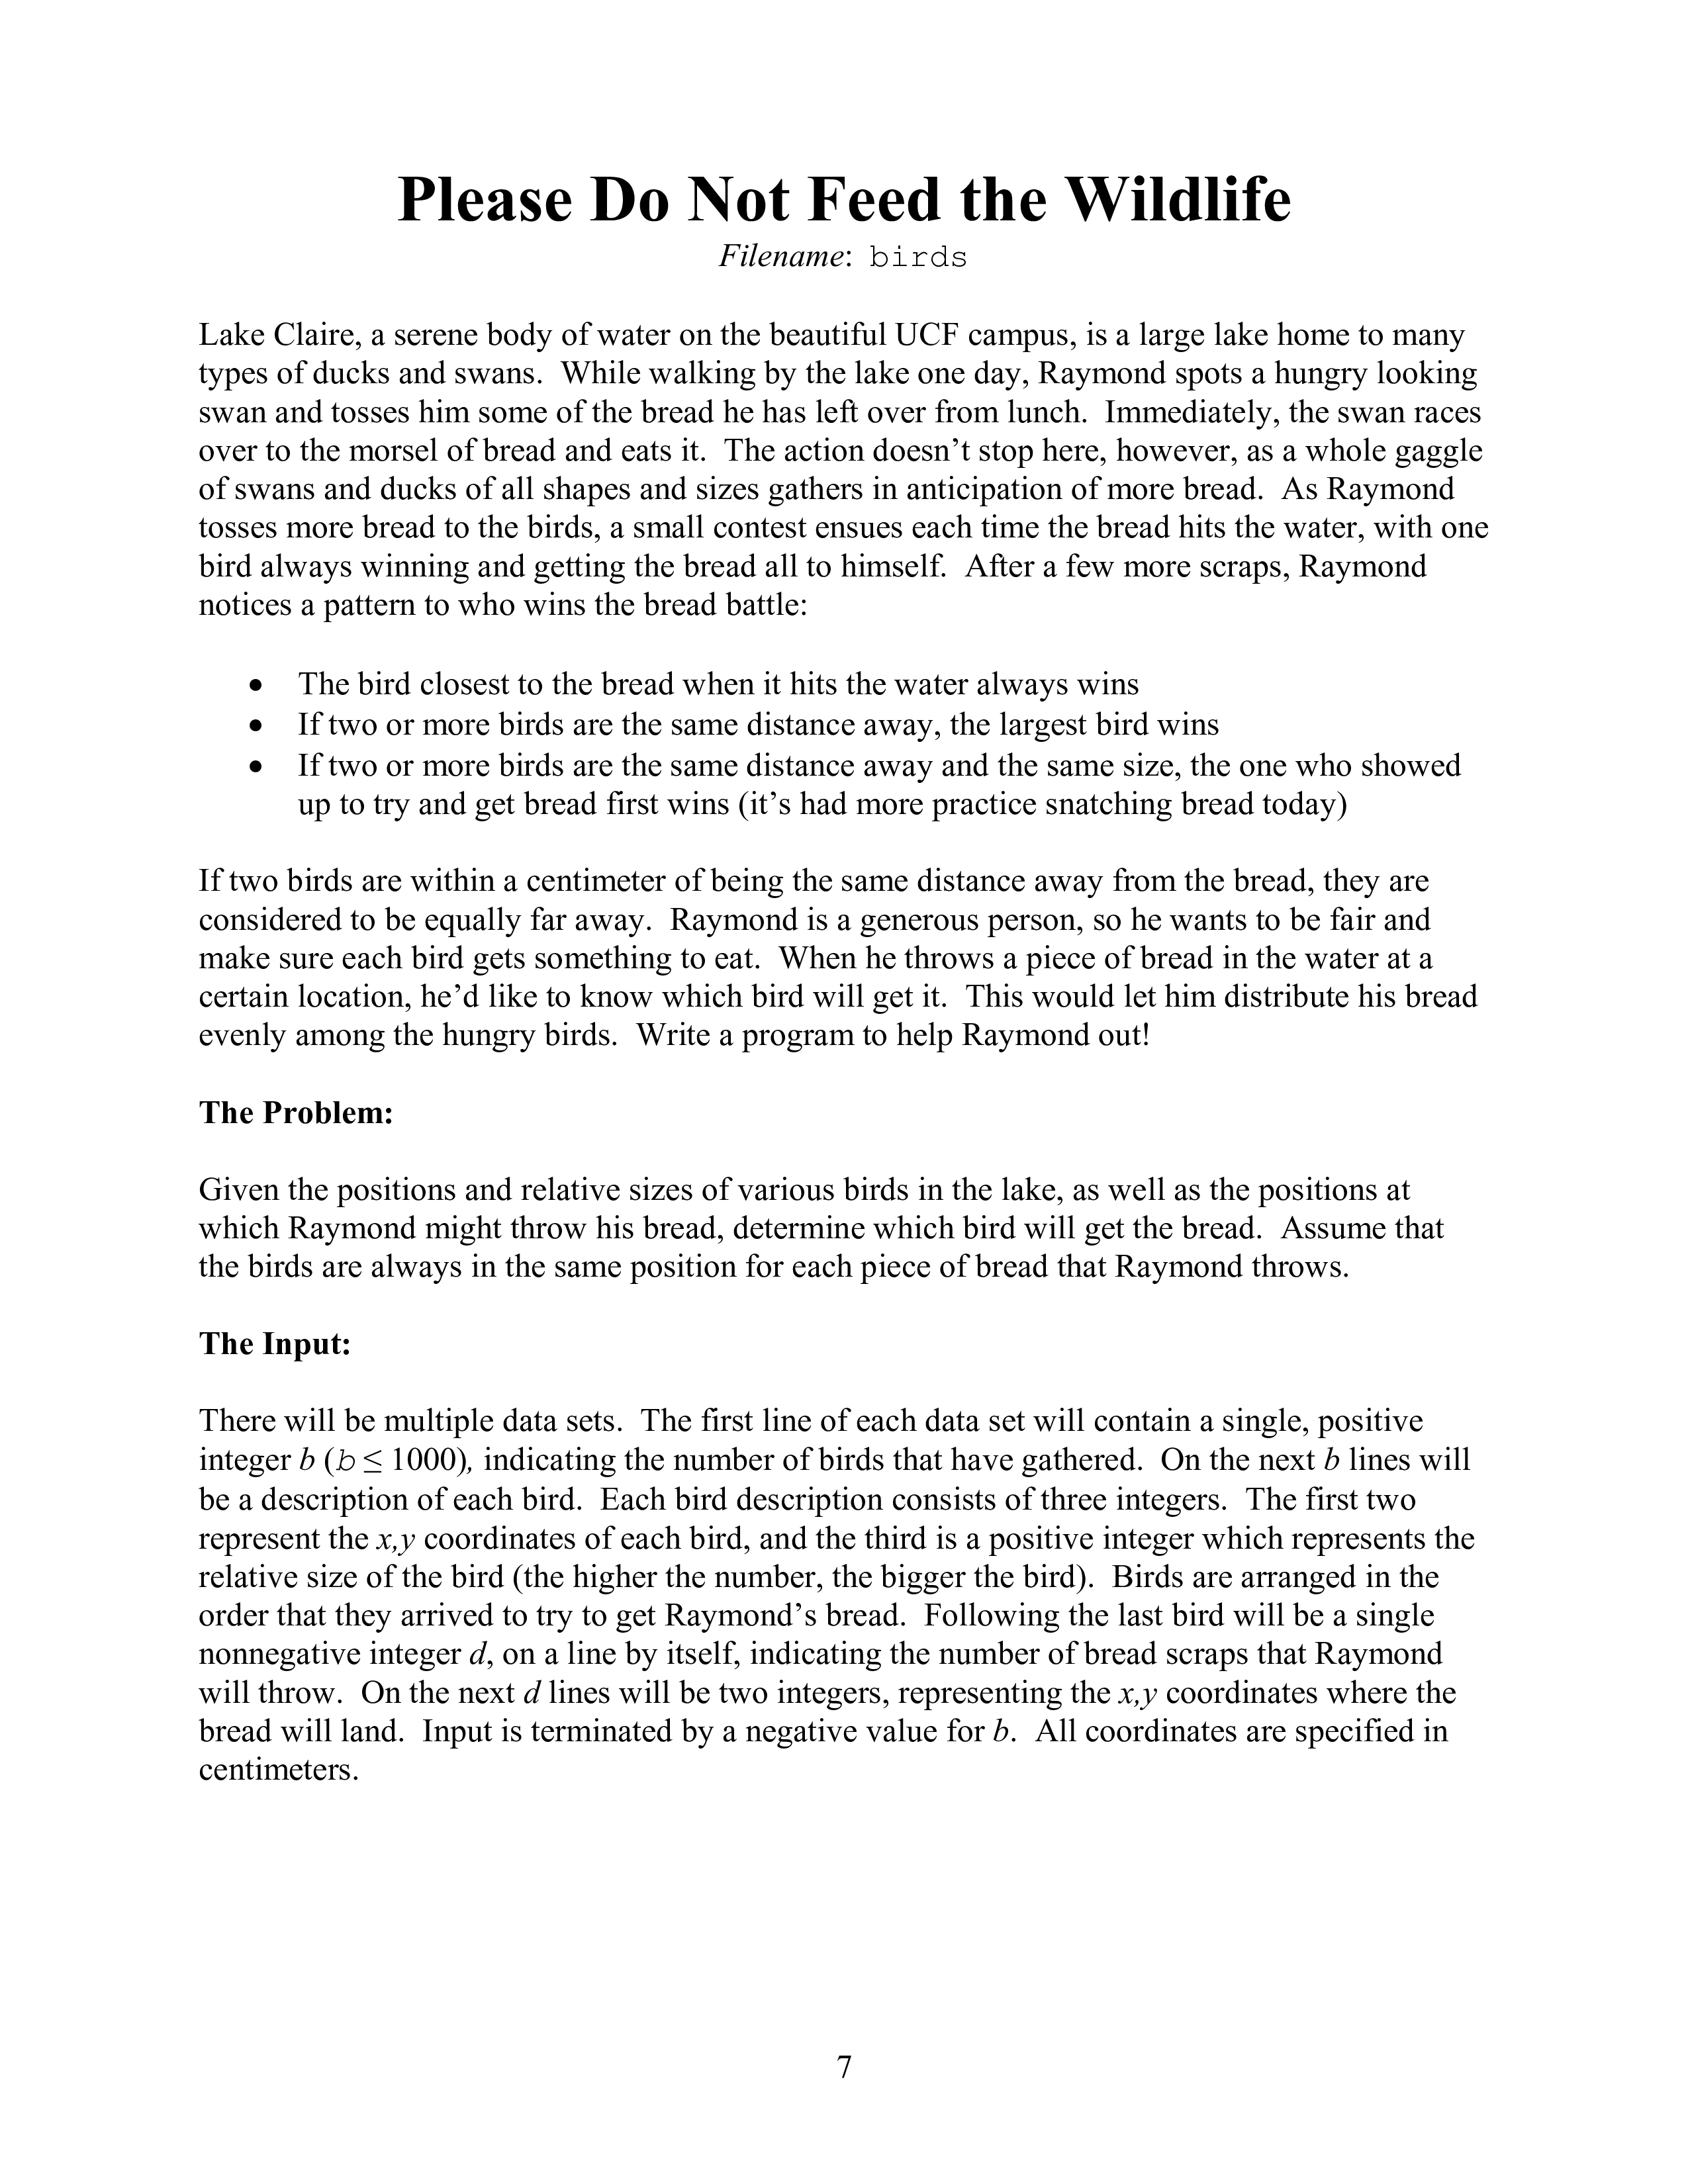 Please Do Not Feed the Wildlife
Filename: birds
Lake Claire, a serene body of water on the beautiful UCF campus, is a large lake home to many
types of ducks and swans.  While walking by the lake one day, Raymond spots a hungry looking
swan and tosses him some of the bread he has left over from lunch.  Immediately, the swan races
over to the morsel of bread and eats it.  The action doesn’t stop here, however, as a whole gaggle
of swans and ducks of all shapes and sizes gathers in anticipation of more bread.  As Raymond
tosses more bread to the birds, a small contest ensues each time the bread hits the water, with one
bird always winning and getting the bread all to himself.  After a few more scraps, Raymond
notices a pattern to who wins the bread battle:
• The bird closest to the bread when it hits the water always wins
• If two or more birds are the same distance away, the largest bird wins
• If two or more birds are the same distance away and the same size, the one who showed
up to try and get bread first wins (it’s had more practice snatching bread today)
If two birds are within a centimeter of being the same distance away from the bread, they are
considered to be equally far away.  Raymond is a generous person, so he wants to be fair and
make sure each bird gets something to eat.  When he throws a piece of bread in the water at a
certain location, he’d like to know which bird will get it.  This would let him distribute his bread
evenly among the hungry birds.  Write a program to help Raymond out!
The Problem:
Given the positions and relative sizes of various birds in the lake, as well as the positions at
which Raymond might throw his bread, determine which bird will get the bread.  Assume that
the birds are always in the same position for each piece of bread that Raymond throws.
The Input:
There will be multiple data sets.  The first line of each data set will contain a single, positive
integer b (b ≤ 1000), indicating the number of birds that have gathered.  On the next b lines will
be a description of each bird.  Each bird description consists of three integers.  The first two
represent the x,y coordinates of each bird, and the third is a positive integer which represents the
relative size of the bird (the higher the number, the bigger the bird).  Birds are arranged in the
order that they arrived to try to get Raymond’s bread.  Following the last bird will be a single
nonnegative integer d, on a line by itself, indicating the number of bread scraps that Raymond
will throw.  On the next d lines will be two integers, representing the x,y coordinates where the
bread will land.  Input is terminated by a negative value for b.  All coordinates are specified in
centimeters.
7